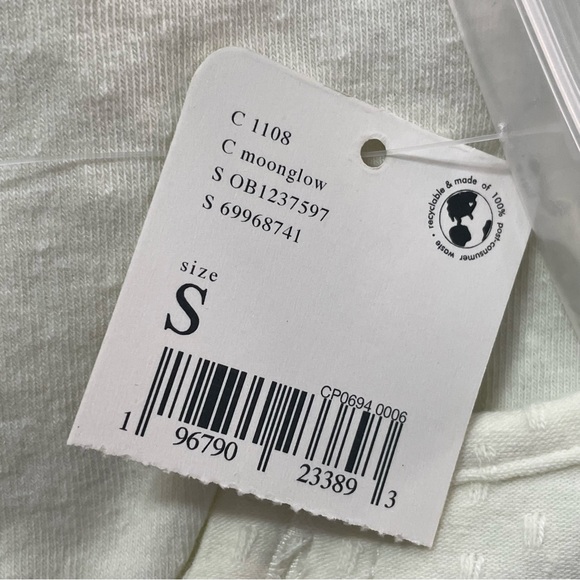 C 1108
C moonglow
S OB1237597
S 69968741
recyclable & made of 100% post-consumer waste •
size
S
CP0694 0006
1 96790 23389 3